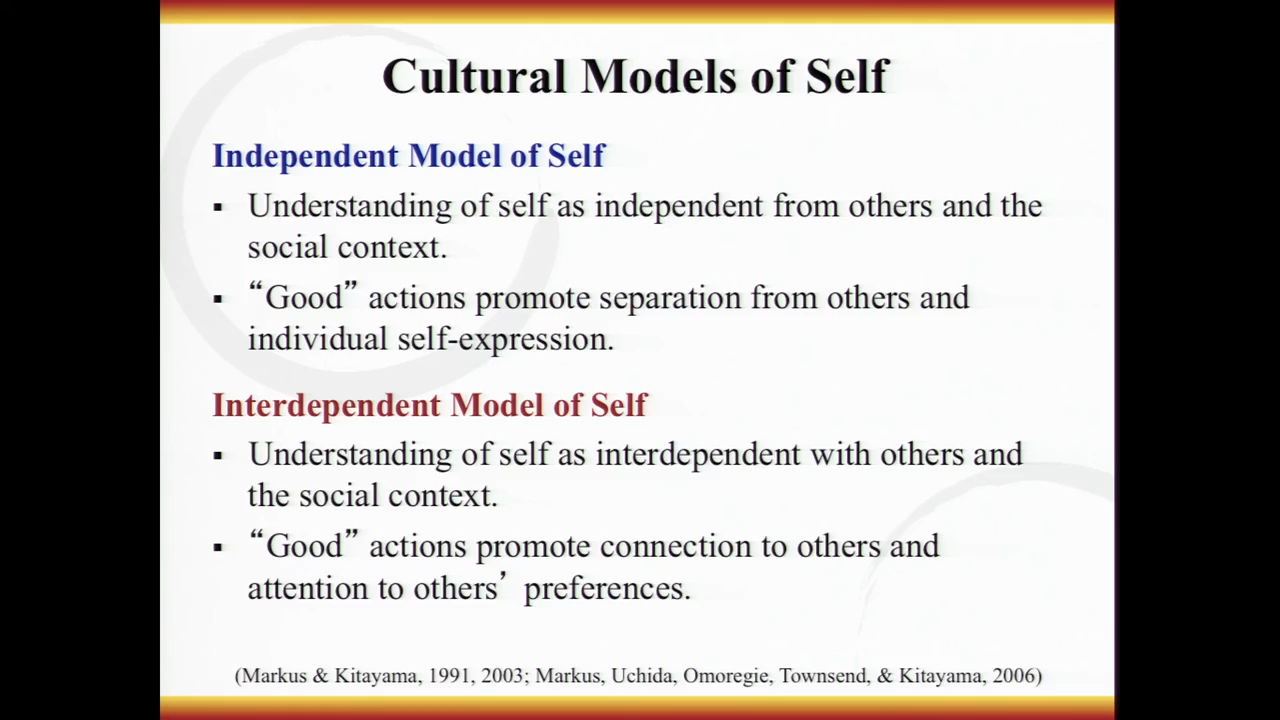 Cultural Models of Self
Independent Model of Self
▪ Understanding of self as independent from others and the
social context.
▪ “Good” actions promote separation from others and
individual self-expression.
Interdependent Model of Self
▪ Understanding of self as interdependent with others and
the social context.
▪ “Good” actions promote connection to others and
attention to others’ preferences.
(Markus & Kitayama, 1991, 2003; Markus, Uchida, Omoregie, Townsend, & Kitayama, 2006)